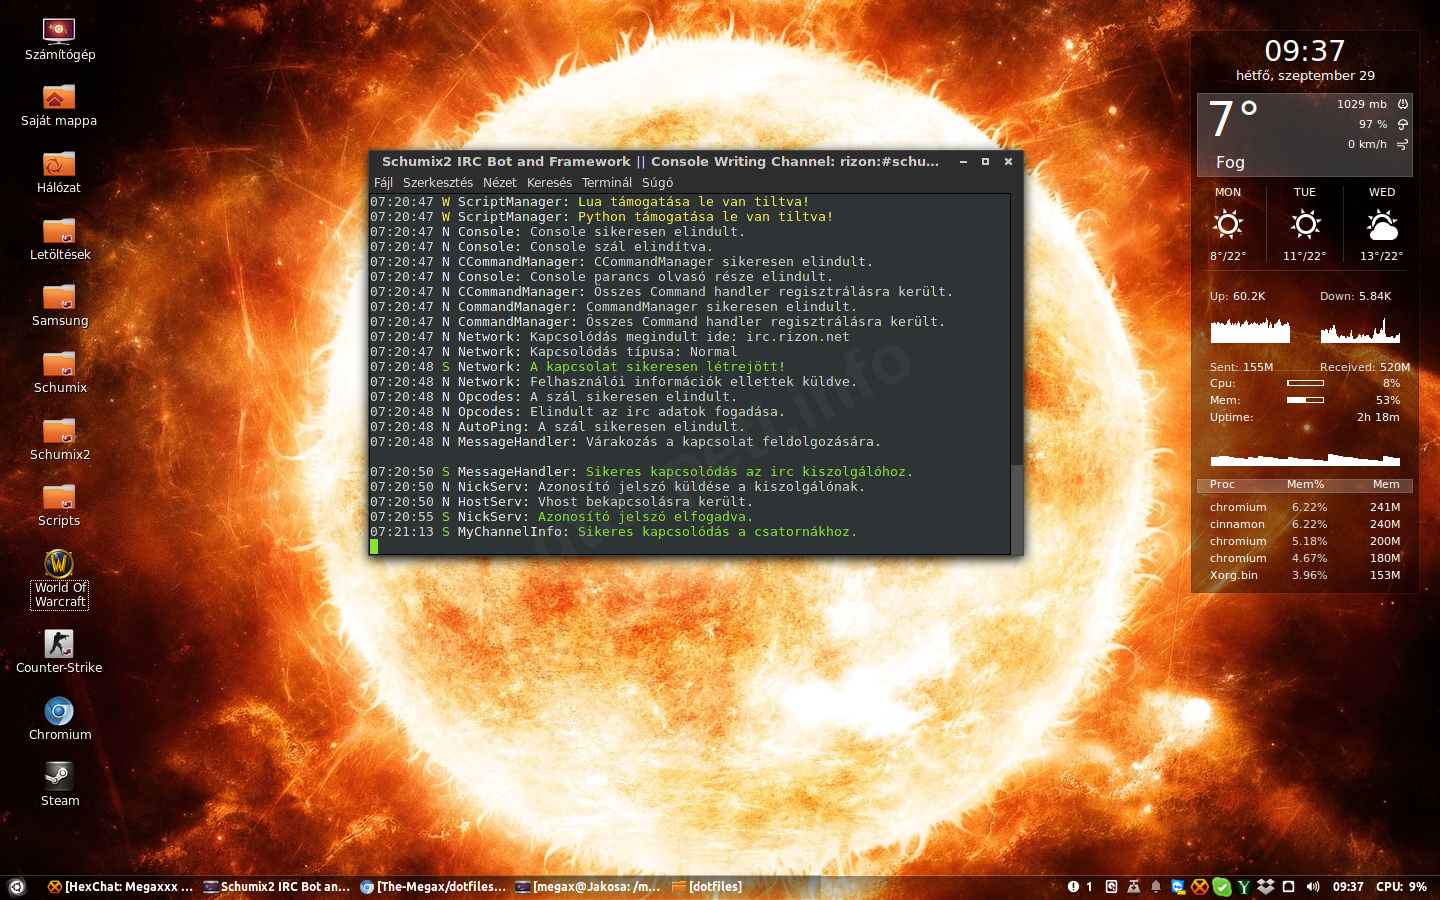 Számítógép
Saját mappa
Hálózat
Letöltések
Samsung
Schumix
Schumix2
Scripts
World Of
Warcraft
Counter-Strike
Chromium
Steam
Schumix2 IRC Bot and Framework || Console Writing Channel: rizon:#schu...
Fájl Szerkesztés Nézet Keresés Terminál Súgó
07:20:47 W ScriptManager: Lua támogatása le van tiltva!
07:20:47 W ScriptManager: Python támogatása le van tiltva!
07:20:47 N Console: Console sikeresen elindult.
07:20:47 N Console: Console szál elindítva.
07:20:47 N CCommandManager: CCommandManager sikeresen elindult.
07:20:47 N Console: Console parancs olvasó része elindult.
07:20:47 N CCommandManager: Összes Command handler regisztrálásra került.
07:20:47 N CommandManager: CommandManager sikeresen elindult.
07:20:47 N CommandManager: Összes Command handler regisztrálásra került.
07:20:47 N Network: Kapcsolódás megindult ide: irc.rizon.net
07:20:47 N Network: Kapcsolódás típusa: Normal
07:20:48 S Network: A kapcsolat sikeresen létrejött!
07:20:48 N Network: Felhasználói információk ellettek küldve.
07:20:48 N Opcodes: A szál sikeresen elindult.
07:20:48 N Opcodes: Elindult az irc adatok fogadása.
07:20:48 N AutoPing: A szál sikeresen elindult.
07:20:48 N MessageHandler: Várakozás a kapcsolat feldolgozására.
07:20:50 S MessageHandler: Sikeres kapcsolódás az irc kiszolgálóhoz.
07:20:50 N NickServ: Azonosító jelszó küldése a kiszolgálónak.
07:20:50 N HostServ: Vhost bekapcsolásra került.
07:20:55 S NickServ: Azonosító jelszó elfogadva.
07:21:13 S MyChannelInfo: Sikeres kapcsolódás a csatornákhoz.
09:37
hétfő, szeptember 29
7° 1029 mb
97 %
0 km/h
Fog
MON TUE WED
8°/22° 11°/22° 13°/22°
Up: 60.2K Down: 5.84K
Sent: 155M Received: 520M
Cpu: 8%
Mem: 53%
Uptime: 2h 18m
Proc Mem% Mem
chromium 6.22% 241M
cinnamon 6.22% 240M
chromium 5.18% 200M
chromium 4.67% 180M
Xorg.bin 3.96% 153M
[HexChat: Megaxxx ... Schumix2 IRC Bot an... [The-Megax/dotfiles... [megax@Jakosa: /m... [dotfiles] 1 09:37 CPU: 9%